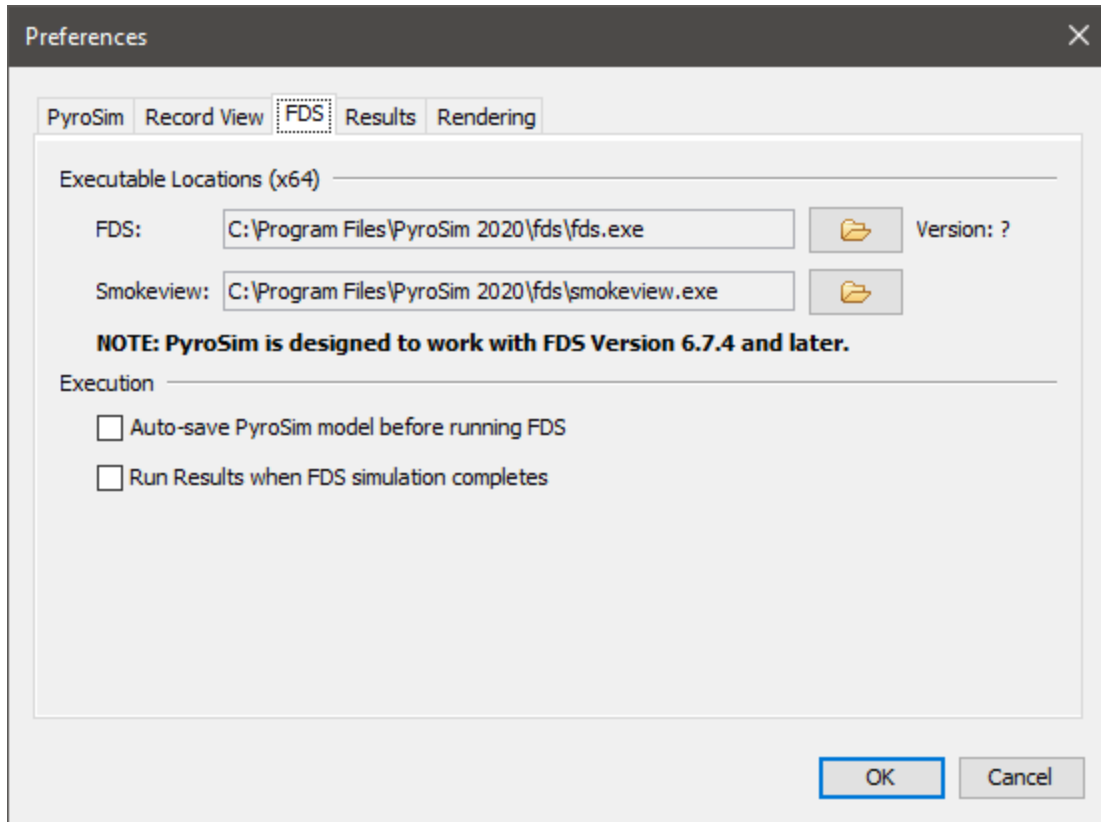 Preferences
PyroSim Record View FDS Results Rendering
Executable Locations (x64)
FDS: C:\Program Files\PyroSim 2020\fds\fds.exe Version: ?
Smokeview: C:\Program Files\PyroSim 2020\fds\smokeview.exe
NOTE: PyroSim is designed to work with FDS Version 6.7.4 and later.
Execution
Auto-save PyroSim model before running FDS
Run Results when FDS simulation completes
OK Cancel